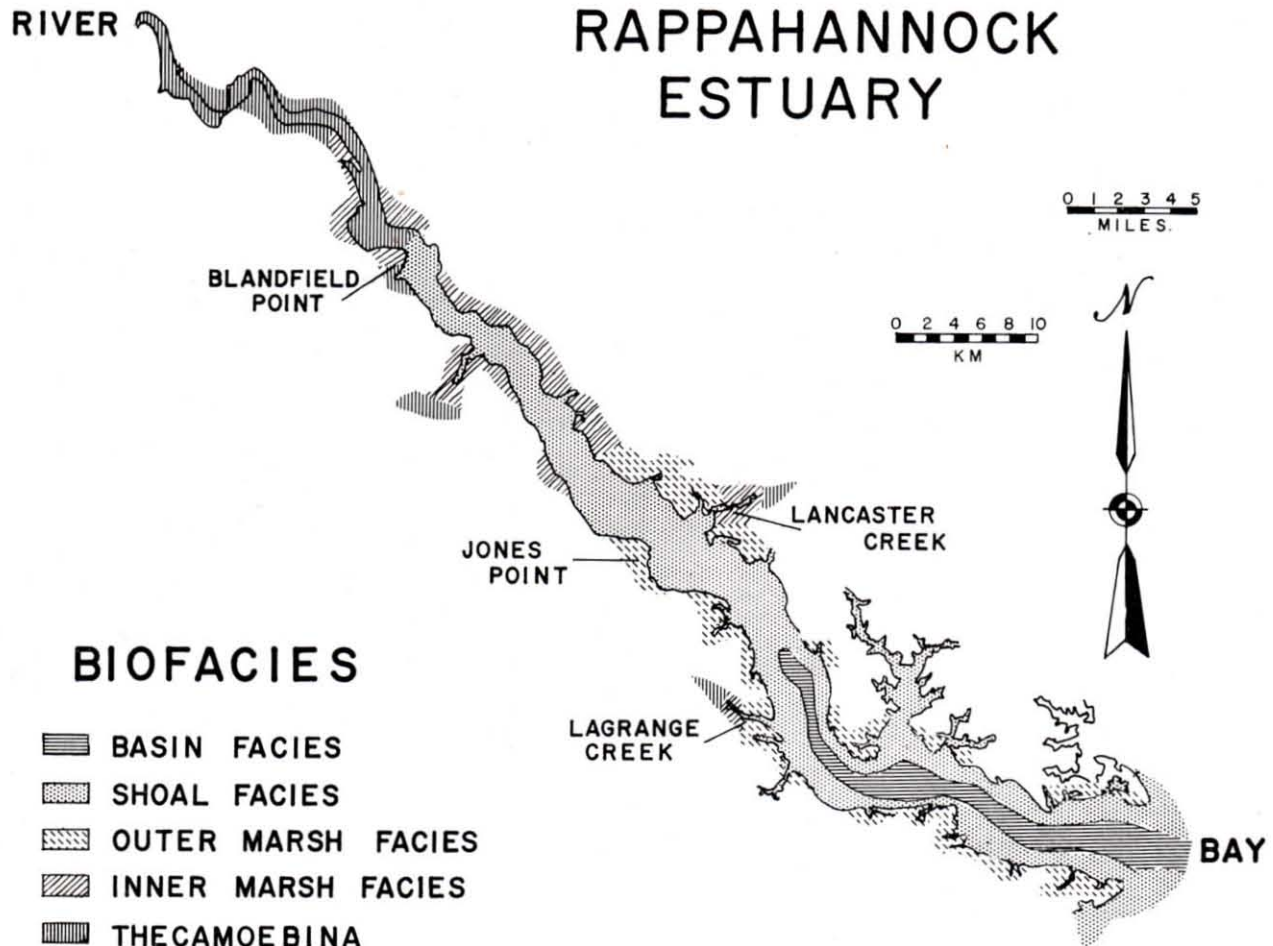 RIVER
RAPPAHANNOCK
ESTUARY
0 1 2 3 4 5
MILES.
BLANDFIELD
POINT
N
0 2 4 6 8 10
KM
LANCASTER
CREEK
JONES
POINT
LAGRANGE
CREEK
BAY
BIOFACIES
BASIN FACIES
SHOAL FACIES
OUTER MARSH FACIES
INNER MARSH FACIES
THECAMOEBINA